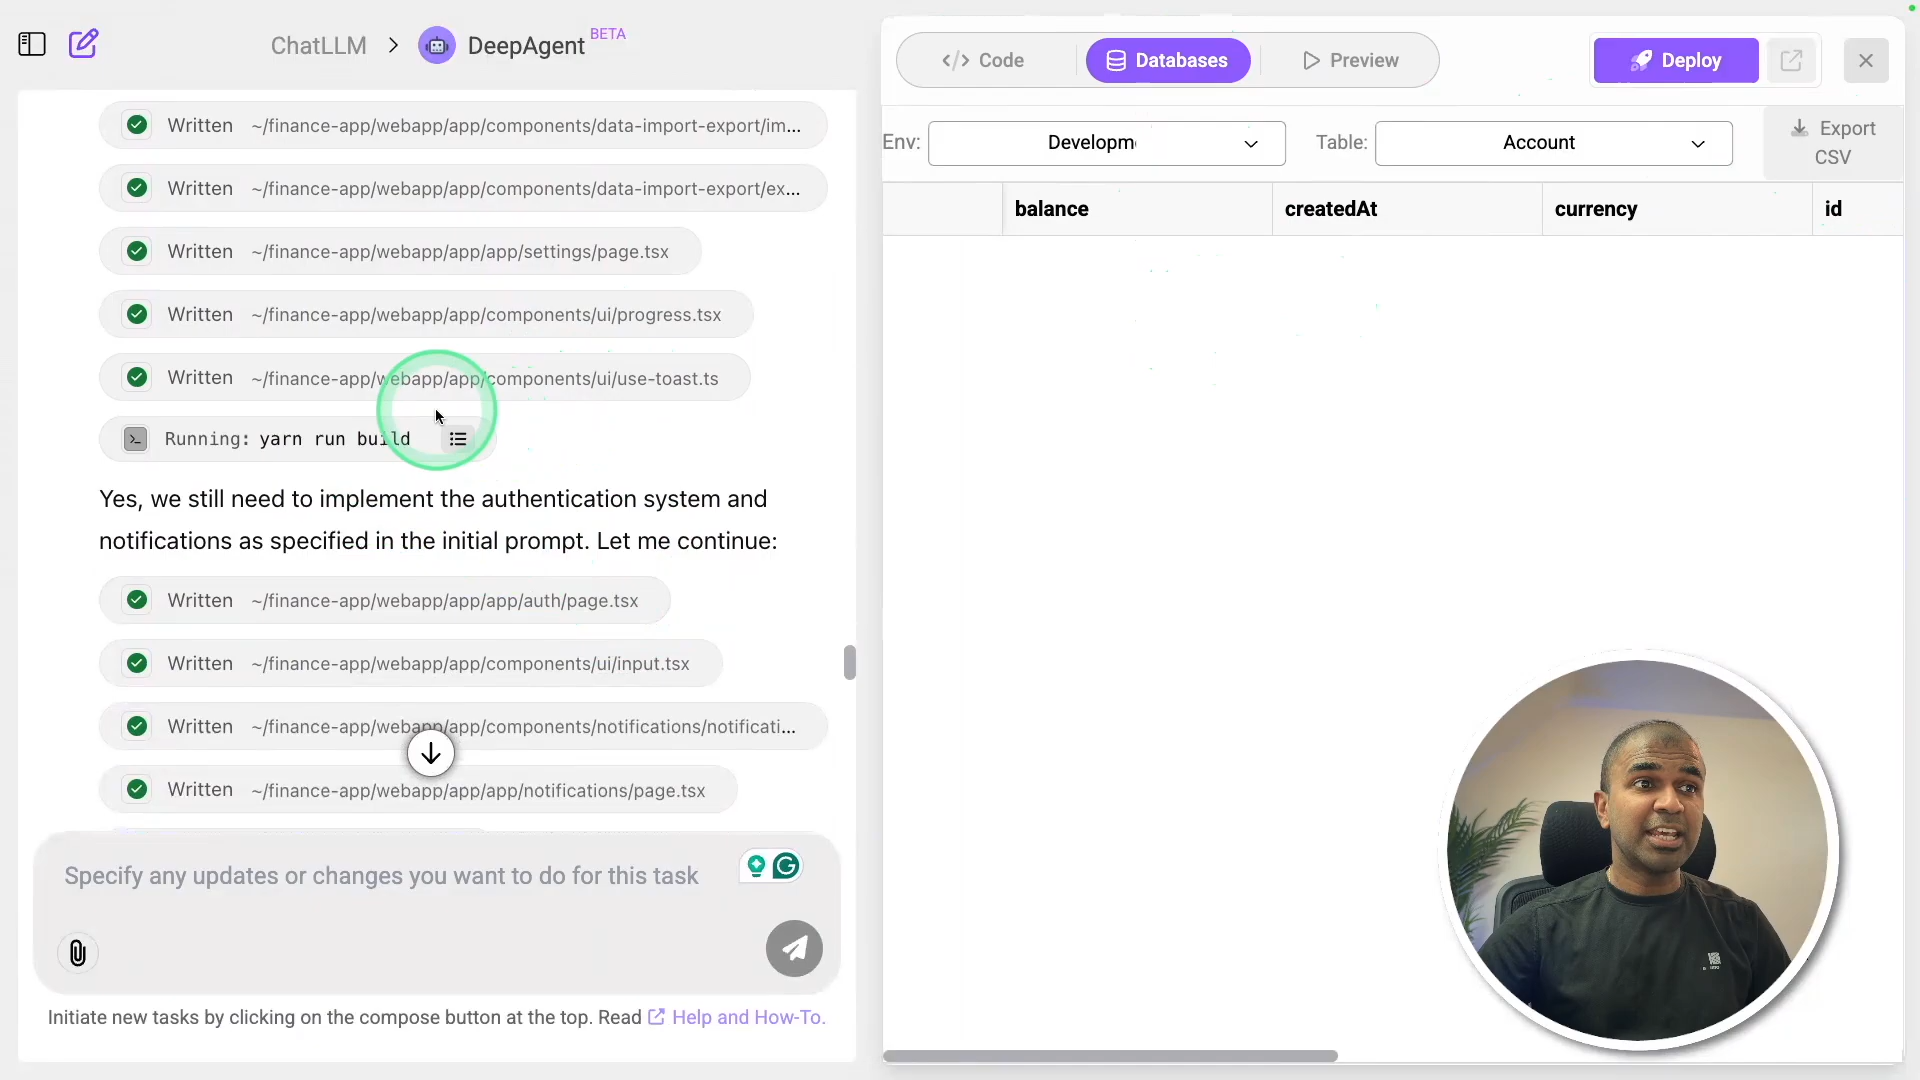 ChatLLM > DeepAgent BETA
Written ~/finance-app/webapp/app/components/data-import-export/im...
Written ~/finance-app/webapp/app/components/data-import-export/ex...
Written ~/finance-app/webapp/app/app/settings/page.tsx
Written ~/finance-app/webapp/app/components/ui/progress.tsx
Written ~/finance-app/webapp/app/components/ui/use-toast.ts
Running: yarn run build
Yes, we still need to implement the authentication system and
notifications as specified in the initial prompt. Let me continue:
Written ~/finance-app/webapp/app/app/auth/page.tsx
Written ~/finance-app/webapp/app/components/ui/input.tsx
Written ~/finance-app/webapp/app/components/notifications/notificati...
Written ~/finance-app/webapp/app/app/notifications/page.tsx
Specify any updates or changes you want to do for this task
Initiate new tasks by clicking on the compose button at the top. Read Help and How-To.
</> Code Databases Preview Deploy
Env: Developm Table: Account Export
CSV
balance createdAt currency id